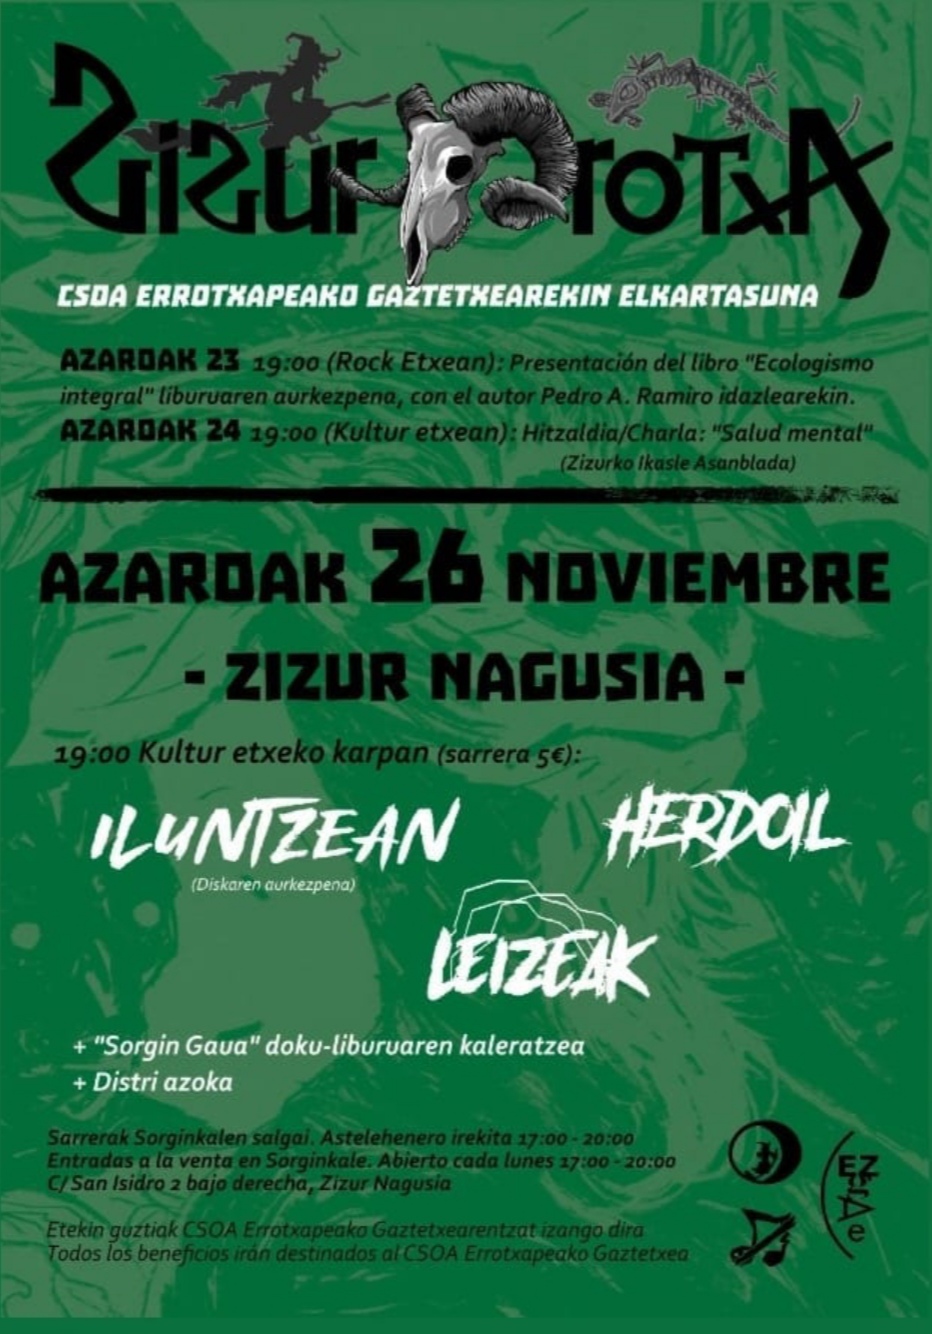 Zizur rotxA
CSOA ERROTXAPEAKO GAZTETXEAREKIN ELKARTASUNA
AZAROAK 23 19:00 (Rock Etxean): Presentación del libro "Ecologismo
integral" liburuaren aurkezpena, con el autor Pedro A. Ramiro idazlearekin.
AZAROAK 24 19:00 (Kultur etxean): Hitzaldia/Charla: "Salud mental"
(Zizurko Ikasle Asanblada)
AZAROAK 26 NOVIEMBRE
- ZIZUR NAGUSIA -
19:00 Kultur etxeko karpan (sarrera 5€):
ILUNTZEAN
HERDOIL
(Diskaren aurkezpena)
LEIZEAK
+ "Sorgin Gaua" doku-liburuaren kaleratzea
+ Distri azoka
Sarrerak Sorginkalen salgai. Astelehenero irekita 17:00 - 20:00
Entradas a la venta en Sorginkale. Abierto cada lunes 17:00 - 20:00
C/San Isidro 2 bajo derecha, Zizur Nagusia
Etekin guztiak CSOA Errotxapeako Gaztetxearentzat izango dira
Todos los beneficios irán destinados al CSOA Errotxapeako Gaztetxea